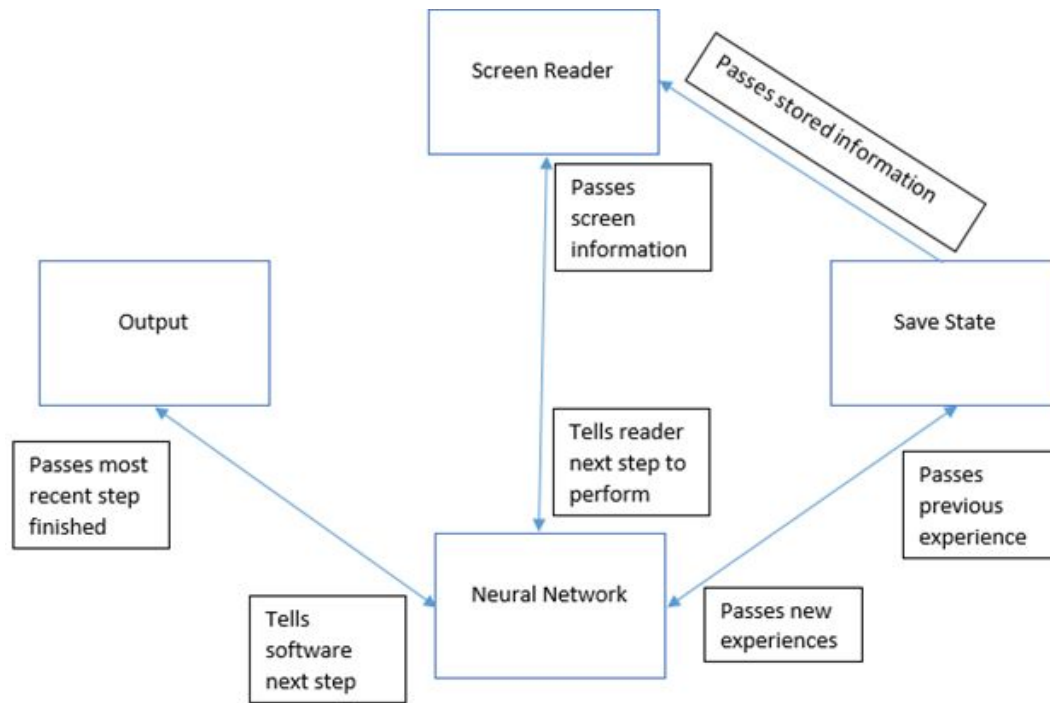 Screen Reader
Passes stored information
Passes
screen
information
Output
Save State
Passes most
recent step
finished
Tells reader
next step to
perform
Passes
previous
experience
Neural Network
Tells
software
next step
Passes new
experiences